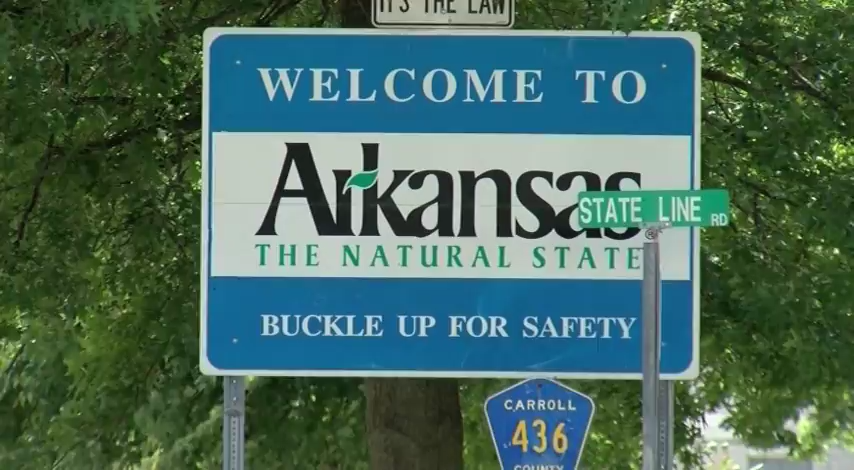 IT'S THE LAW
WELCOME TO
Arkansas
STATE LINE RD
THE NATURAL STATE
BUCKLE UP FOR SAFETY
CARROLL
436
COUNTY